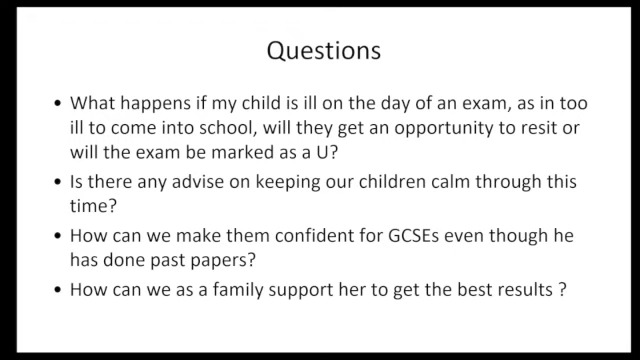 Questions
• What happens if my child is ill on the day of an exam, as in too
ill to come into school, will they get an opportunity to resit or
will the exam be marked as a U?
• Is there any advise on keeping our children calm through this
time?
• How can we make them confident for GCSEs even though he
has done past papers?
• How can we as a family support her to get the best results ?